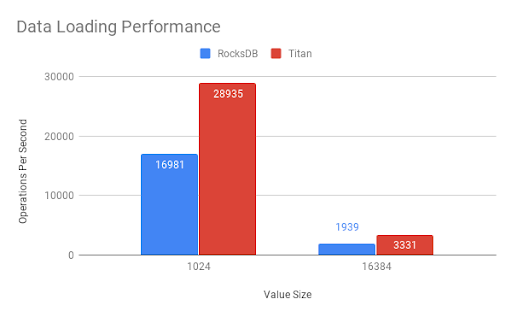 Data Loading Performance
RocksDB Titan
30000
20000
10000
0
Operations Per Second
28935
16981
1939
3331
1024 16384
Value Size